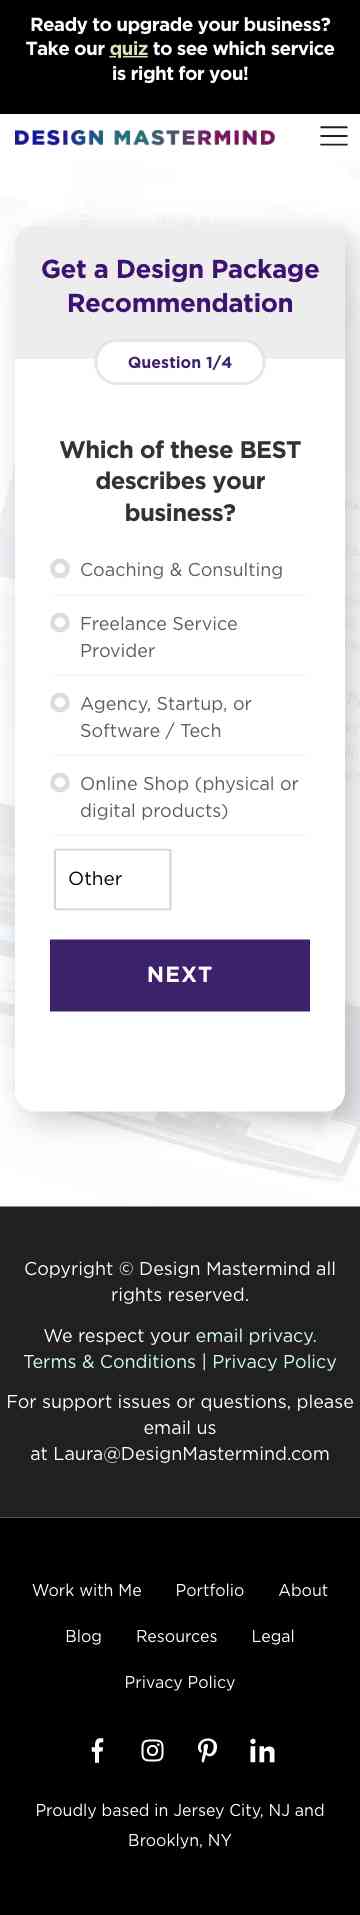 Ready to upgrade your business?
Take our quiz to see which service
is right for you!
DESIGN MASTERMIND
Get a Design Package
Recommendation
Question 1/4
Which of these BEST
describes your
business?
Coaching & Consulting
Freelance Service
Provider
Agency, Startup, or
Software / Tech
Online Shop (physical or
digital products)
Other
NEXT
Copyright © Design Mastermind all
rights reserved.
We respect your email privacy.
Terms & Conditions | Privacy Policy
For support issues or questions, please
email us
at Laura@DesignMastermind.com
Work with Me Portfolio About
Blog Resources Legal
Privacy Policy
Proudly based in Jersey City, NJ and
Brooklyn, NY